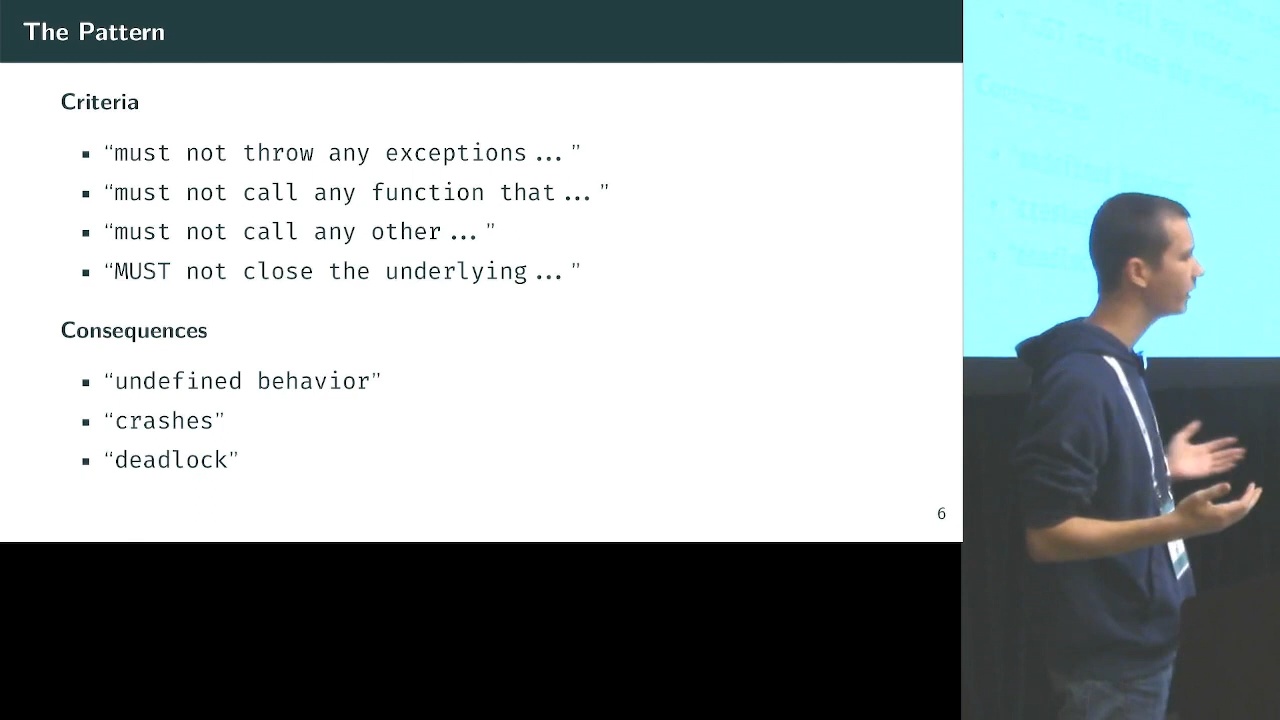 The Pattern
Criteria
▪ “must not throw any exceptions...”
▪ “must not call any function that...”
▪ “must not call any other...”
▪ “MUST not close the underlying...”
Consequences
▪ “undefined behavior”
▪ “crashes”
▪ “deadlock”
6